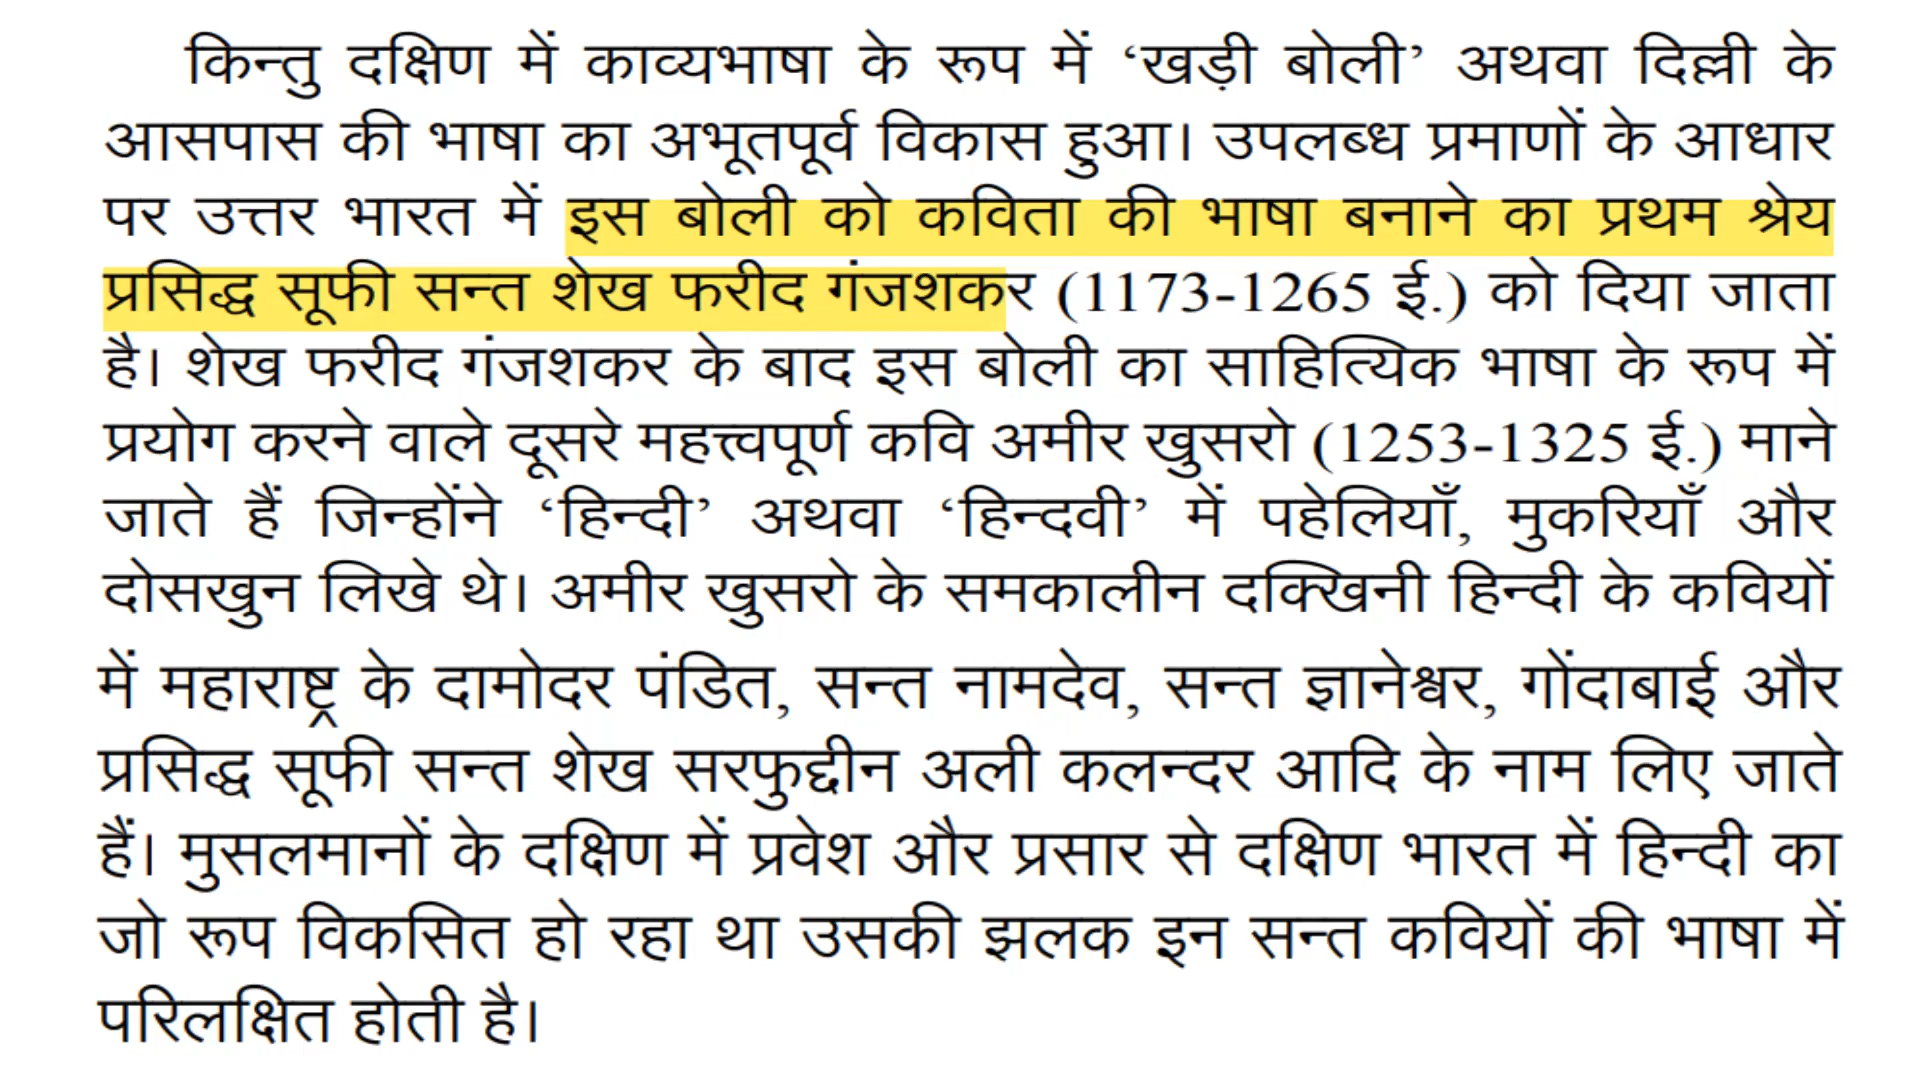 किन्तु दक्षिण में काव्यभाषा के रूप में ‘खड़ी बोली’ अथवा दिल्ली के
आसपास की भाषा का अभूतपूर्व विकास हुआ। उपलब्ध प्रमाणों के आधार
पर उत्तर भारत में इस बोली को कविता की भाषा बनाने का प्रथम श्रेय
प्रसिद्ध सूफी सन्त शेख फरीद गंजशकर (1173-1265 ई.) को दिया जाता
है। शेख फरीद गंजशकर के बाद इस बोली का साहित्यिक भाषा के रूप में
प्रयोग करने वाले दूसरे महत्त्वपूर्ण कवि अमीर खुसरो (1253-1325 ई.) माने
जाते हैं जिन्होंने ‘हिन्दी’ अथवा ‘हिन्दवी’ में पहेलियाँ, मुकरियाँ और
दोसखुन लिखे थे। अमीर खुसरो के समकालीन दक्खिनी हिन्दी के कवियों
में महाराष्ट्र के दामोदर पंडित, सन्त नामदेव, सन्त ज्ञानेश्वर, गोंदाबाई और
प्रसिद्ध सूफी सन्त शेख सरफुद्दीन अली कलन्दर आदि के नाम लिए जाते
हैं। मुसलमानों के दक्षिण में प्रवेश और प्रसार से दक्षिण भारत में हिन्दी का
जो रूप विकसित हो रहा था उसकी झलक इन सन्त कवियों की भाषा में
परिलक्षित होती है।